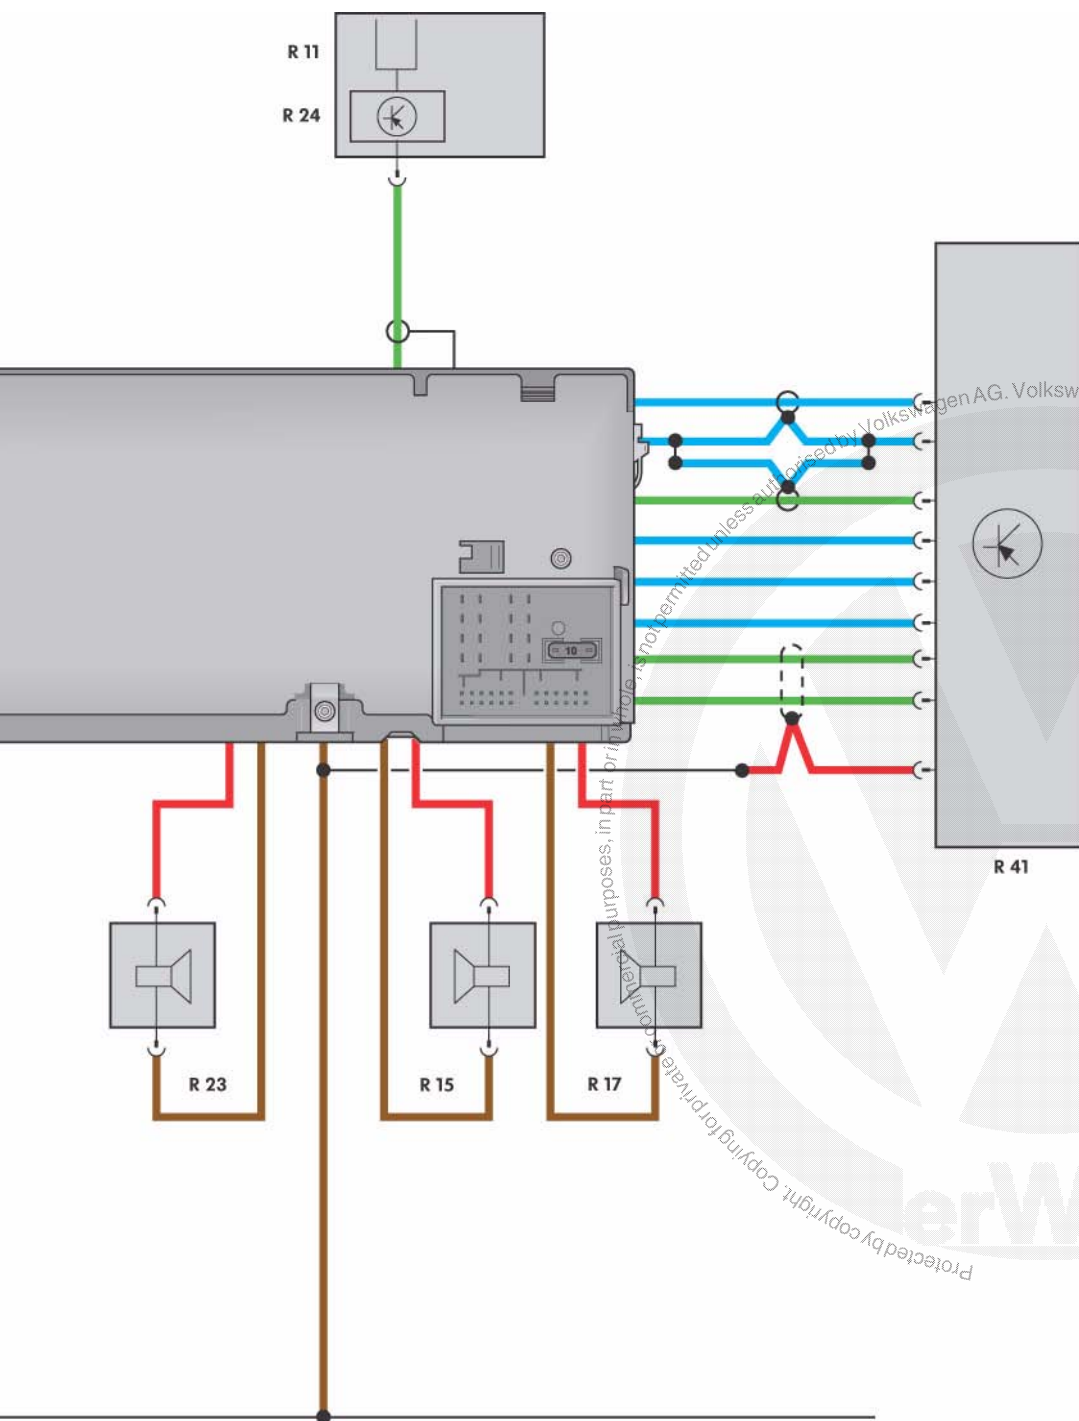 R 11
R 24
10
R 41
R 23
R 15
R 17
Protected by copyright. Copying for private or commercial purposes, in part or in whole, is not permitted unless authorised by Volkswagen AG. Volksw
erW